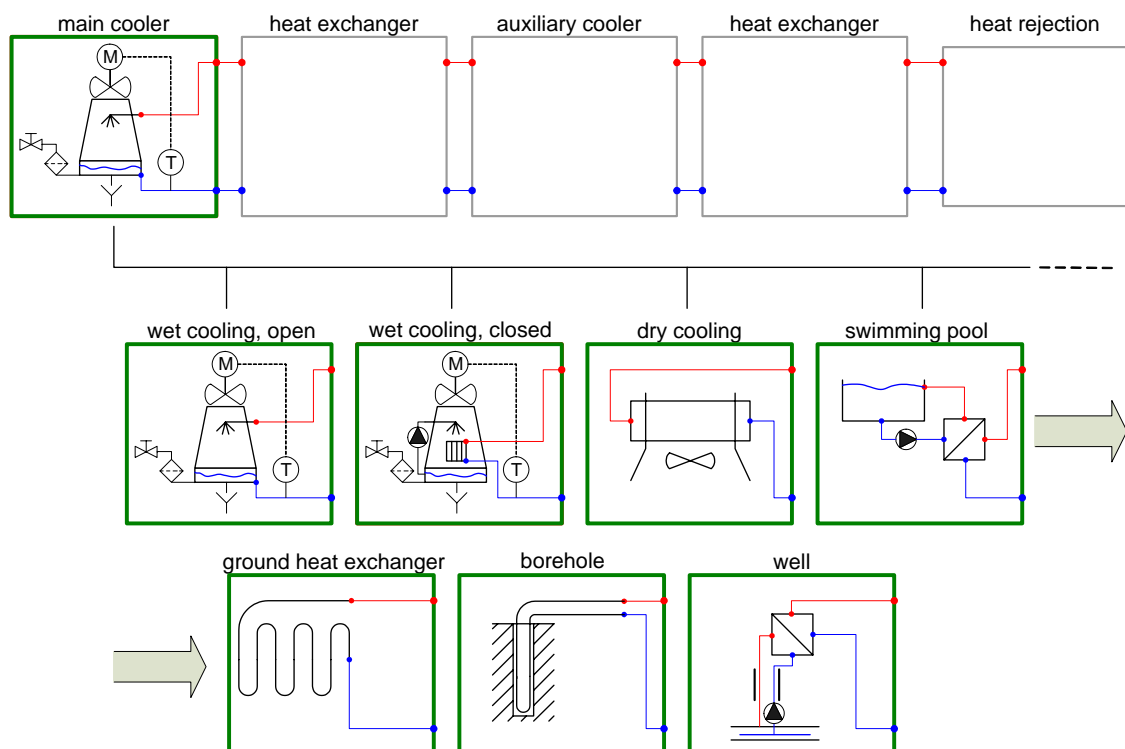 main cooler
heat exchanger
auxiliary cooler
heat exchanger
heat rejection
M
T
wet cooling, open
wet cooling, closed
dry cooling
swimming pool
M
M
T
T
ground heat exchanger
borehole
well